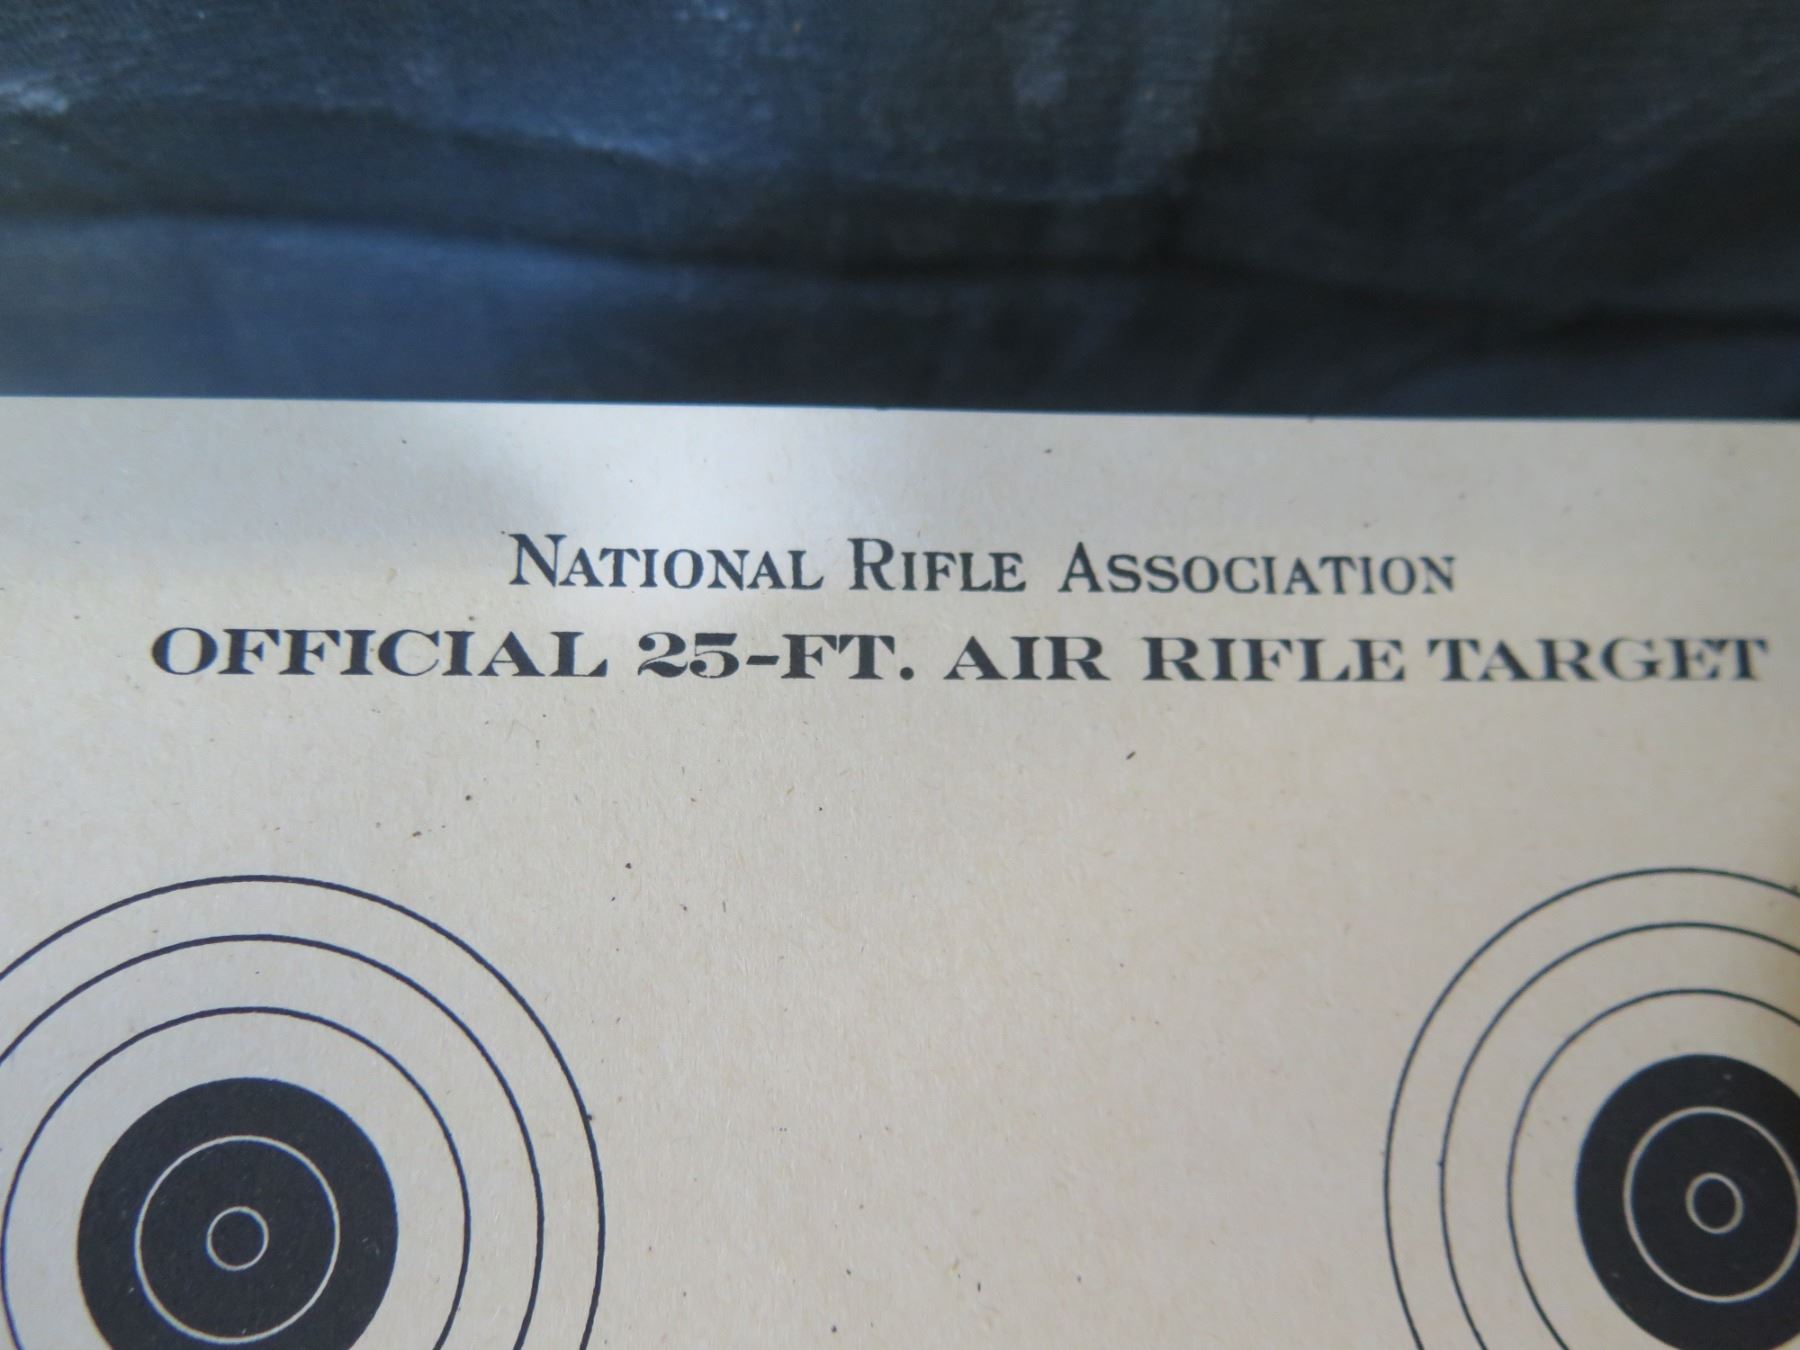 National Rifle Association
OFFICIAL 25-FT. AIR RIFLE TARGET